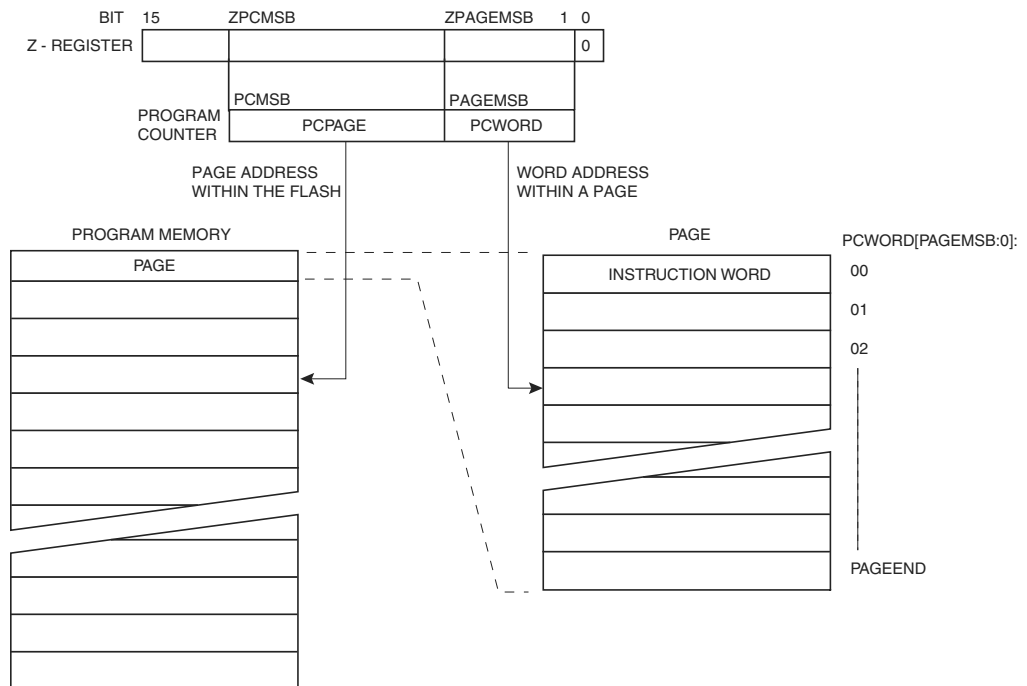 BIT 15 ZPCMSB ZPAGEMSB 1 0
Z - REGISTER 0
PCMSB PAGEMSB
PROGRAM
COUNTER
PCPAGE PCWORD
PAGE ADDRESS
WITHIN THE FLASH
WORD ADDRESS
WITHIN A PAGE
PROGRAM MEMORY
PAGE
PAGE
PCWORD[PAGEMSB:0]:
INSTRUCTION WORD
00
01
02
PAGEEND